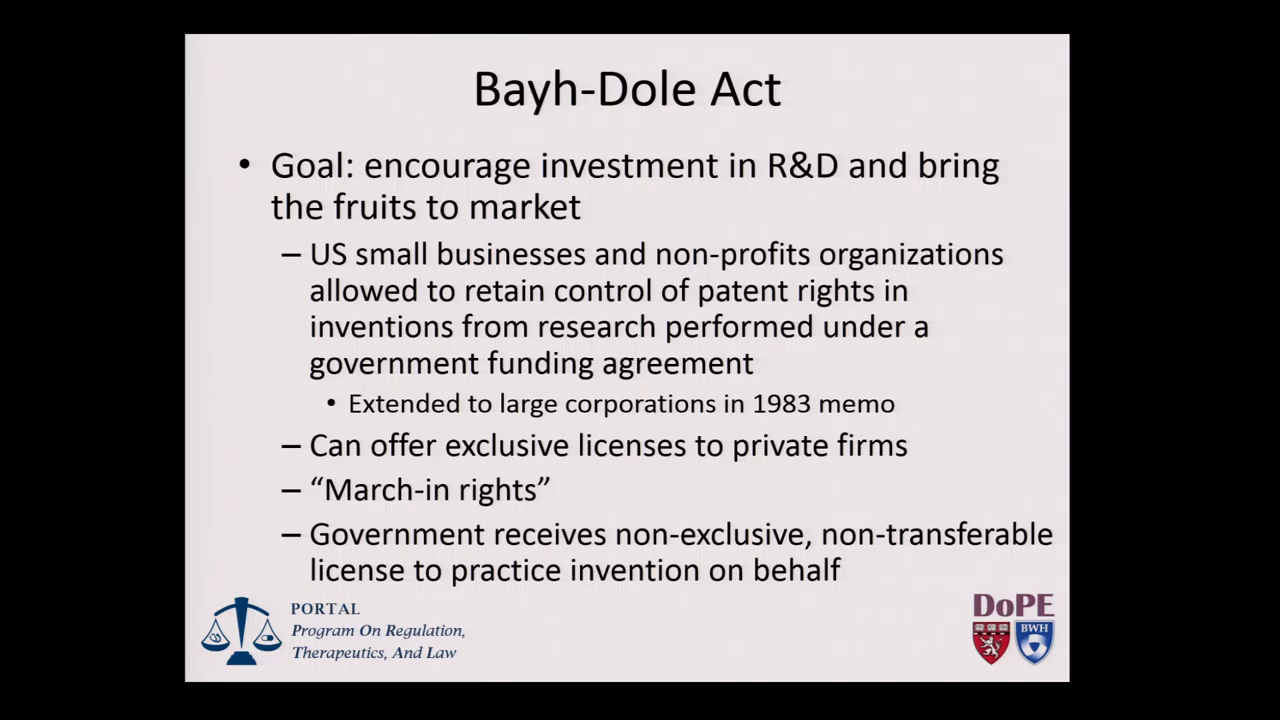 Bayh-Dole Act
• Goal: encourage investment in R&D and bring
the fruits to market
– US small businesses and non-profits organizations
allowed to retain control of patent rights in
inventions from research performed under a
government funding agreement
• Extended to large corporations in 1983 memo
– Can offer exclusive licenses to private firms
– “March-in rights”
– Government receives non-exclusive, non-transferable
license to practice invention on behalf
PORTAL
Program On Regulation,
Therapeutics, And Law
DoPE
BWH